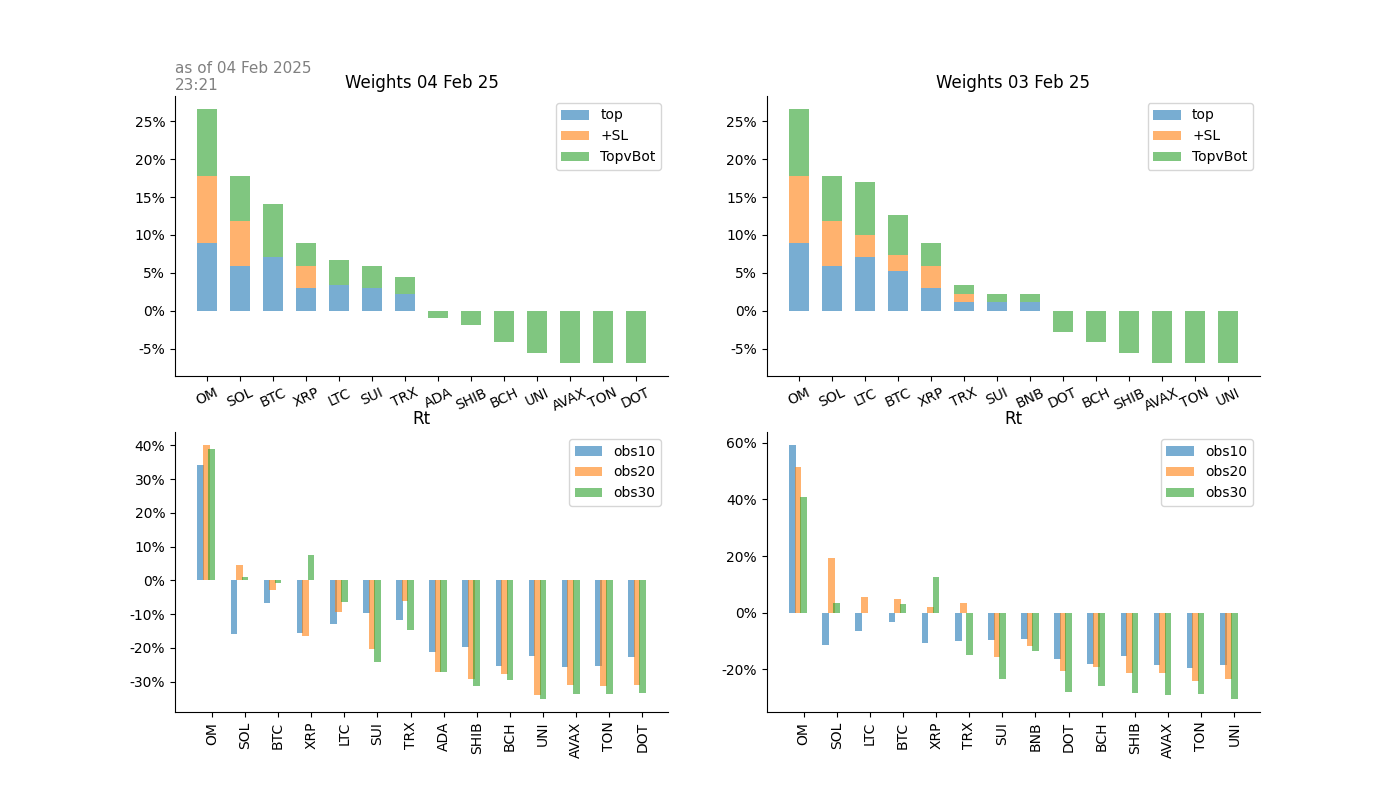 as of 04 Feb 2025
23:21
Weights 04 Feb 25
25%
20%
15%
10%
5%
0%
-5%
top
+SL
TopvBot
OM SOL BTC XRP LTC SUI TRX ADA SHIB BCH UNI AVAX TON DOT
Weights 03 Feb 25
25%
20%
15%
10%
5%
0%
-5%
top
+SL
TopvBot
OM SOL LTC BTC XRP TRX SUI BNB DOT BCH SHIB AVAX TON UNI
Rt
40%
30%
20%
10%
0%
-10%
-20%
-30%
obs10
obs20
obs30
OM SOL BTC XRP LTC SUI TRX ADA SHIB BCH UNI AVAX TON DOT
Rt
60%
40%
20%
0%
-20%
obs10
obs20
obs30
OM SOL LTC BTC XRP TRX SUI BNB DOT BCH SHIB AVAX TON UNI